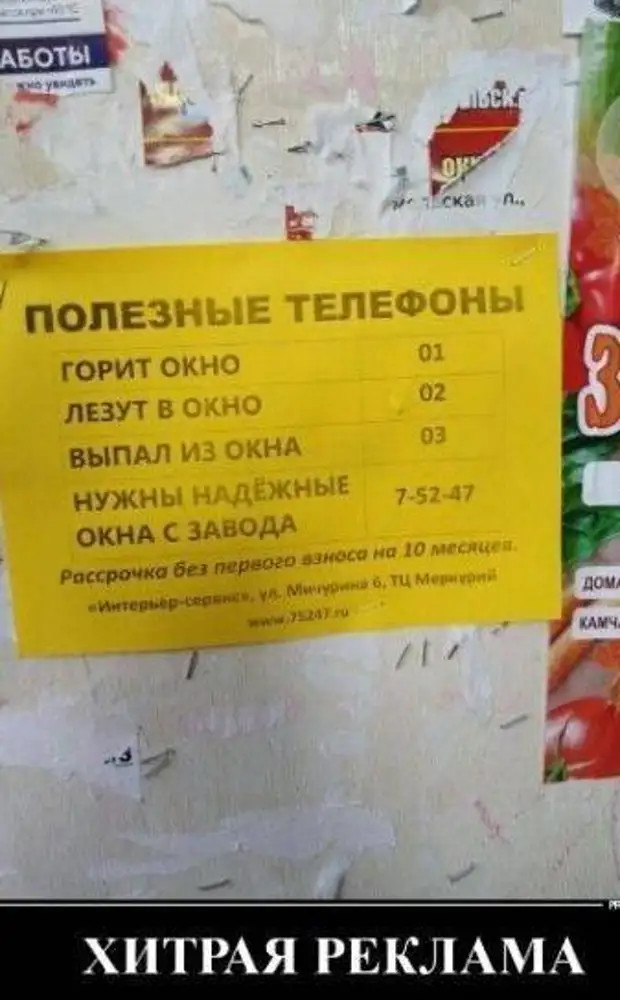 АБОТЫ
ОКН
ПОЛЕЗНЫЕ ТЕЛЕФОНЫ
ГОРИТ ОКНО 01
ЛЕЗУТ В ОКНО 02
ВЫПАЛ ИЗ ОКНА 03
НУЖНЫ НАДЁЖНЫЕ
ОКНА С ЗАВОДА 7-52-47
Рассрочка без первого взноса на 10 месяцев.
«Интерьер-сервис», ул. Мичурина 6, ТЦ Меркурий
www.75247.ru
З
ДОМА
КАМЧА
ХИТРАЯ РЕКЛАМА